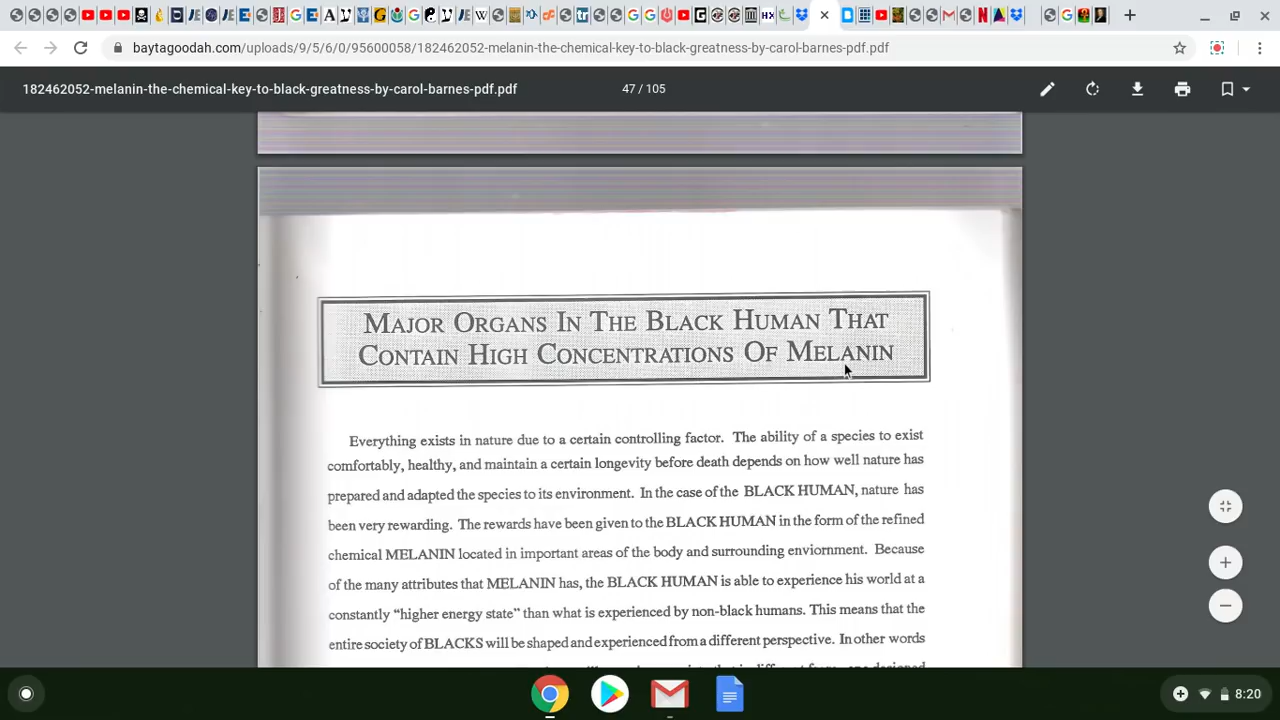 baytagoodah.com/uploads/9/5/6/0/95600058/182462052-melanin-the-chemical-key-to-black-greatness-by-carol-barnes-pdf.pdf
182462052-melanin-the-chemical-key-to-black-greatness-by-carol-barnes-pdf.pdf
47 / 105
MAJOR ORGANS IN THE BLACK HUMAN THAT
CONTAIN HIGH CONCENTRATIONS OF MELANIN
Everything exists in nature due to a certain controlling factor. The ability of a species to exist
comfortably, healthy, and maintain a certain longevity before death depends on how well nature has
prepared and adapted the species to its environment. In the case of the BLACK HUMAN, nature has
been very rewarding. The rewards have been given to the BLACK HUMAN in the form of the refined
chemical MELANIN located in important areas of the body and surrounding enviornment. Because
of the many attributes that MELANIN has, the BLACK HUMAN is able to experience his world at a
constantly “higher energy state” than what is experienced by non-black humans. This means that the
entire society of BLACKS will be shaped and experienced from a different perspective. In other words
8:20